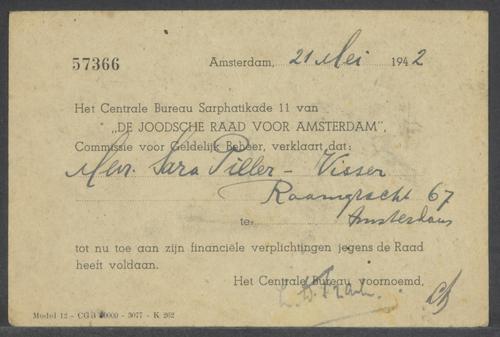 57366
Amsterdam, 21 Mei 1942
Het Centrale Bureau Sarphatikade 11 van
„DE JOODSCHE RAAD VOOR AMSTERDAM",
Commissie voor Geldelijk Beheer, verklaart dat:
Mevr. Sara Piller - Visser
Raamgracht 67
te Amsterdam
tot nu toe aan zijn financiële verplichtingen jegens de Raad
heeft voldaan.
Het Centrale Bureau voornoemd,
Model 12 - CGB 20000 - 3077 - K 262